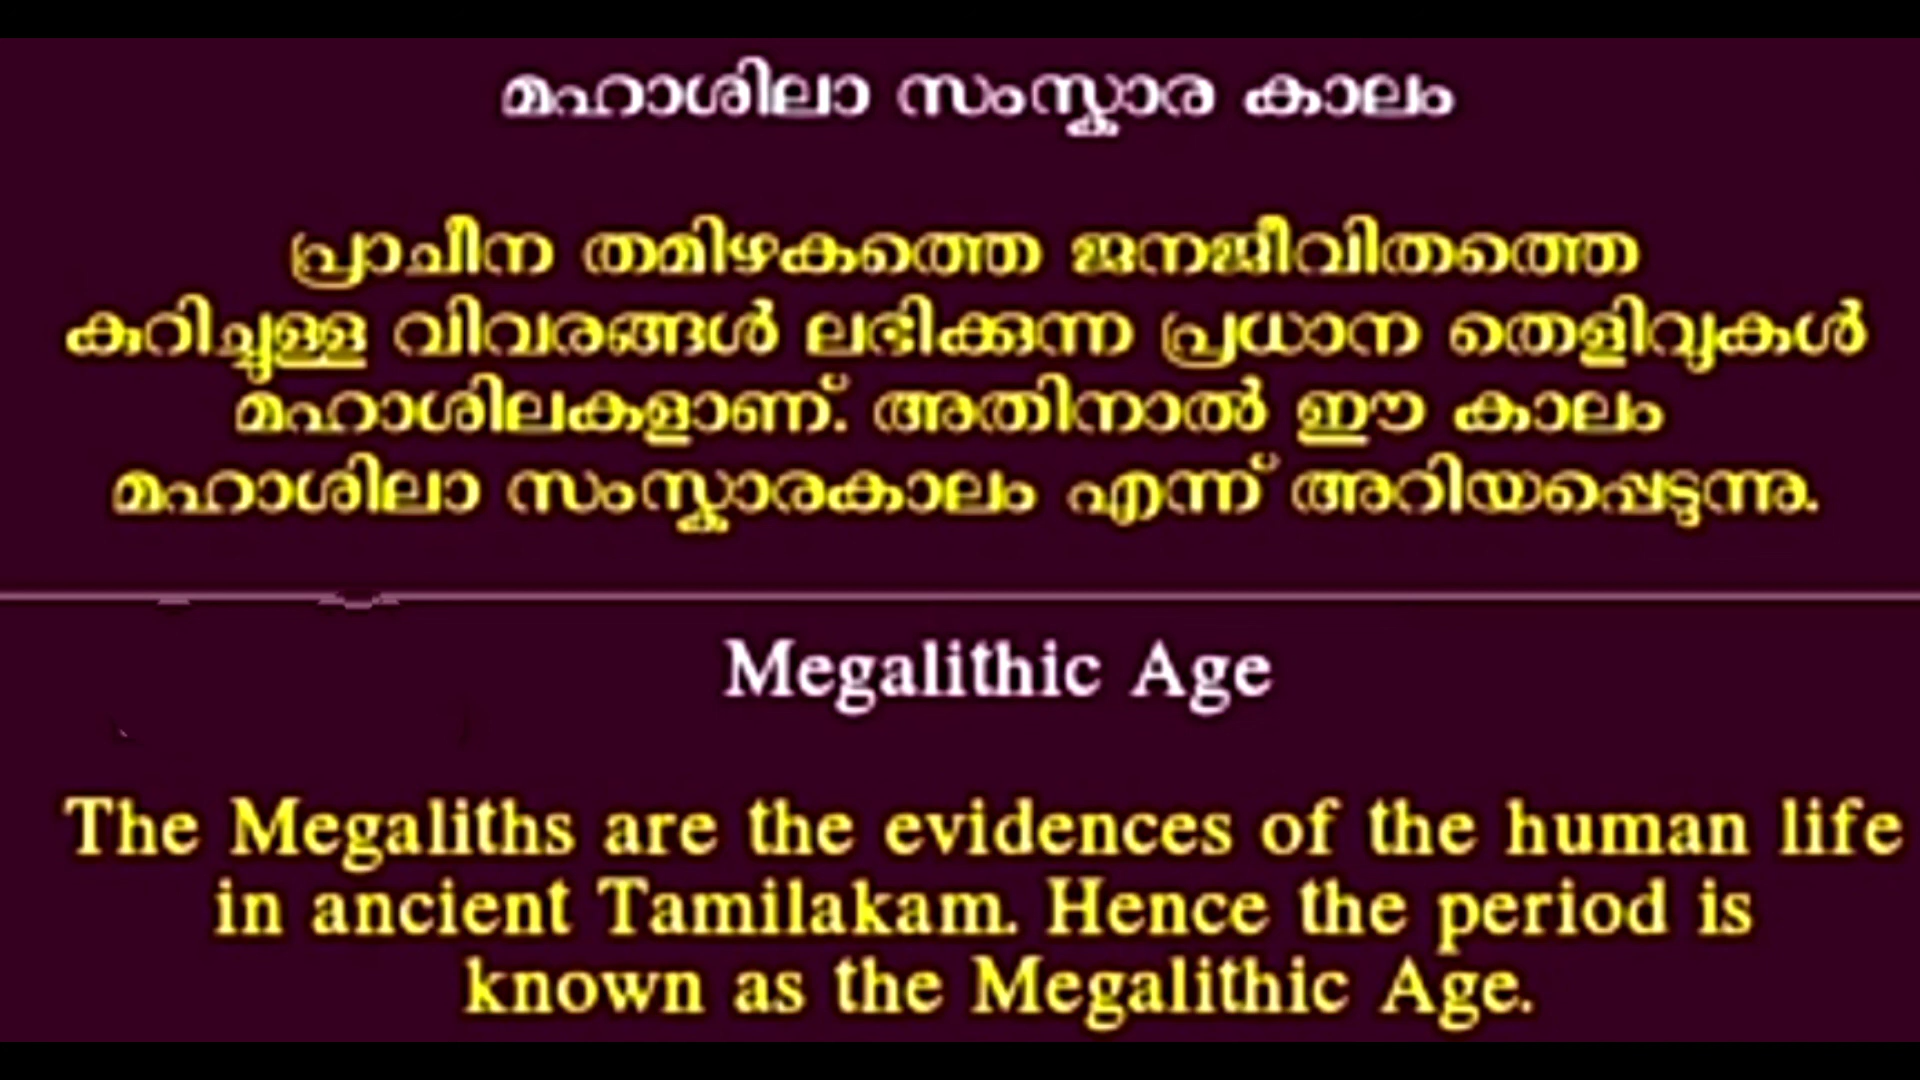 മഹാശിലാ സംസ്കാര കാലം
പ്രാചീന തമിഴകത്തെ ജനജീവിതത്തെ
കുറിച്ചുള്ള വിവരങ്ങൾ ലഭിക്കുന്ന പ്രധാന തെളിവുകൾ
മഹാശിലകളാണ്. അതിനാൽ ഈ കാലം
മഹാശിലാ സംസ്കാരകാലം എന്ന് അറിയപ്പെടുന്നു.
Megalithic Age
The Megaliths are the evidences of the human life
in ancient Tamilakam. Hence the period is
known as the Megalithic Age.